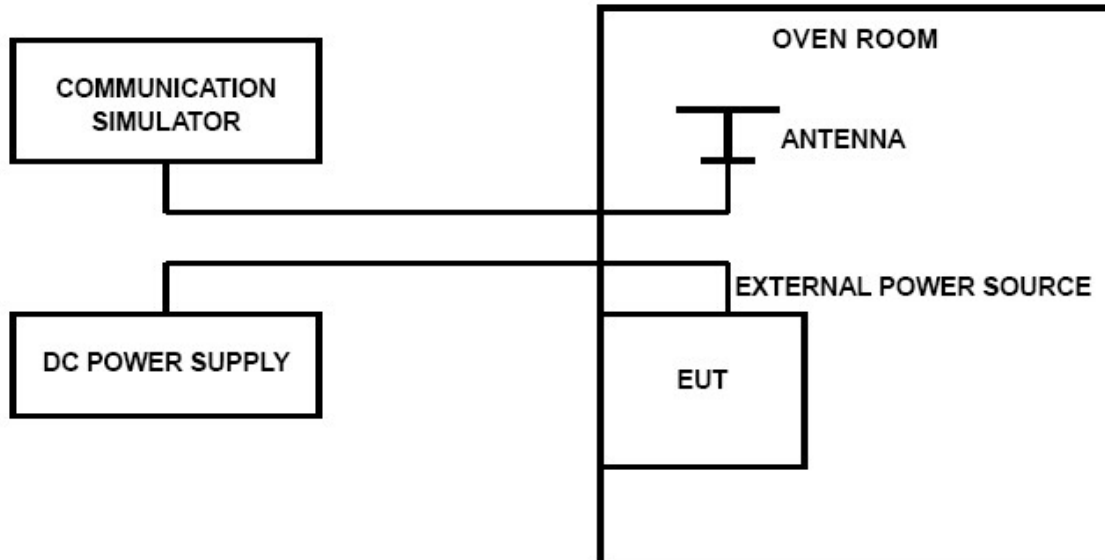 OVEN ROOM
COMMUNICATION
SIMULATOR
ANTENNA
EXTERNAL POWER SOURCE
DC POWER SUPPLY
EUT